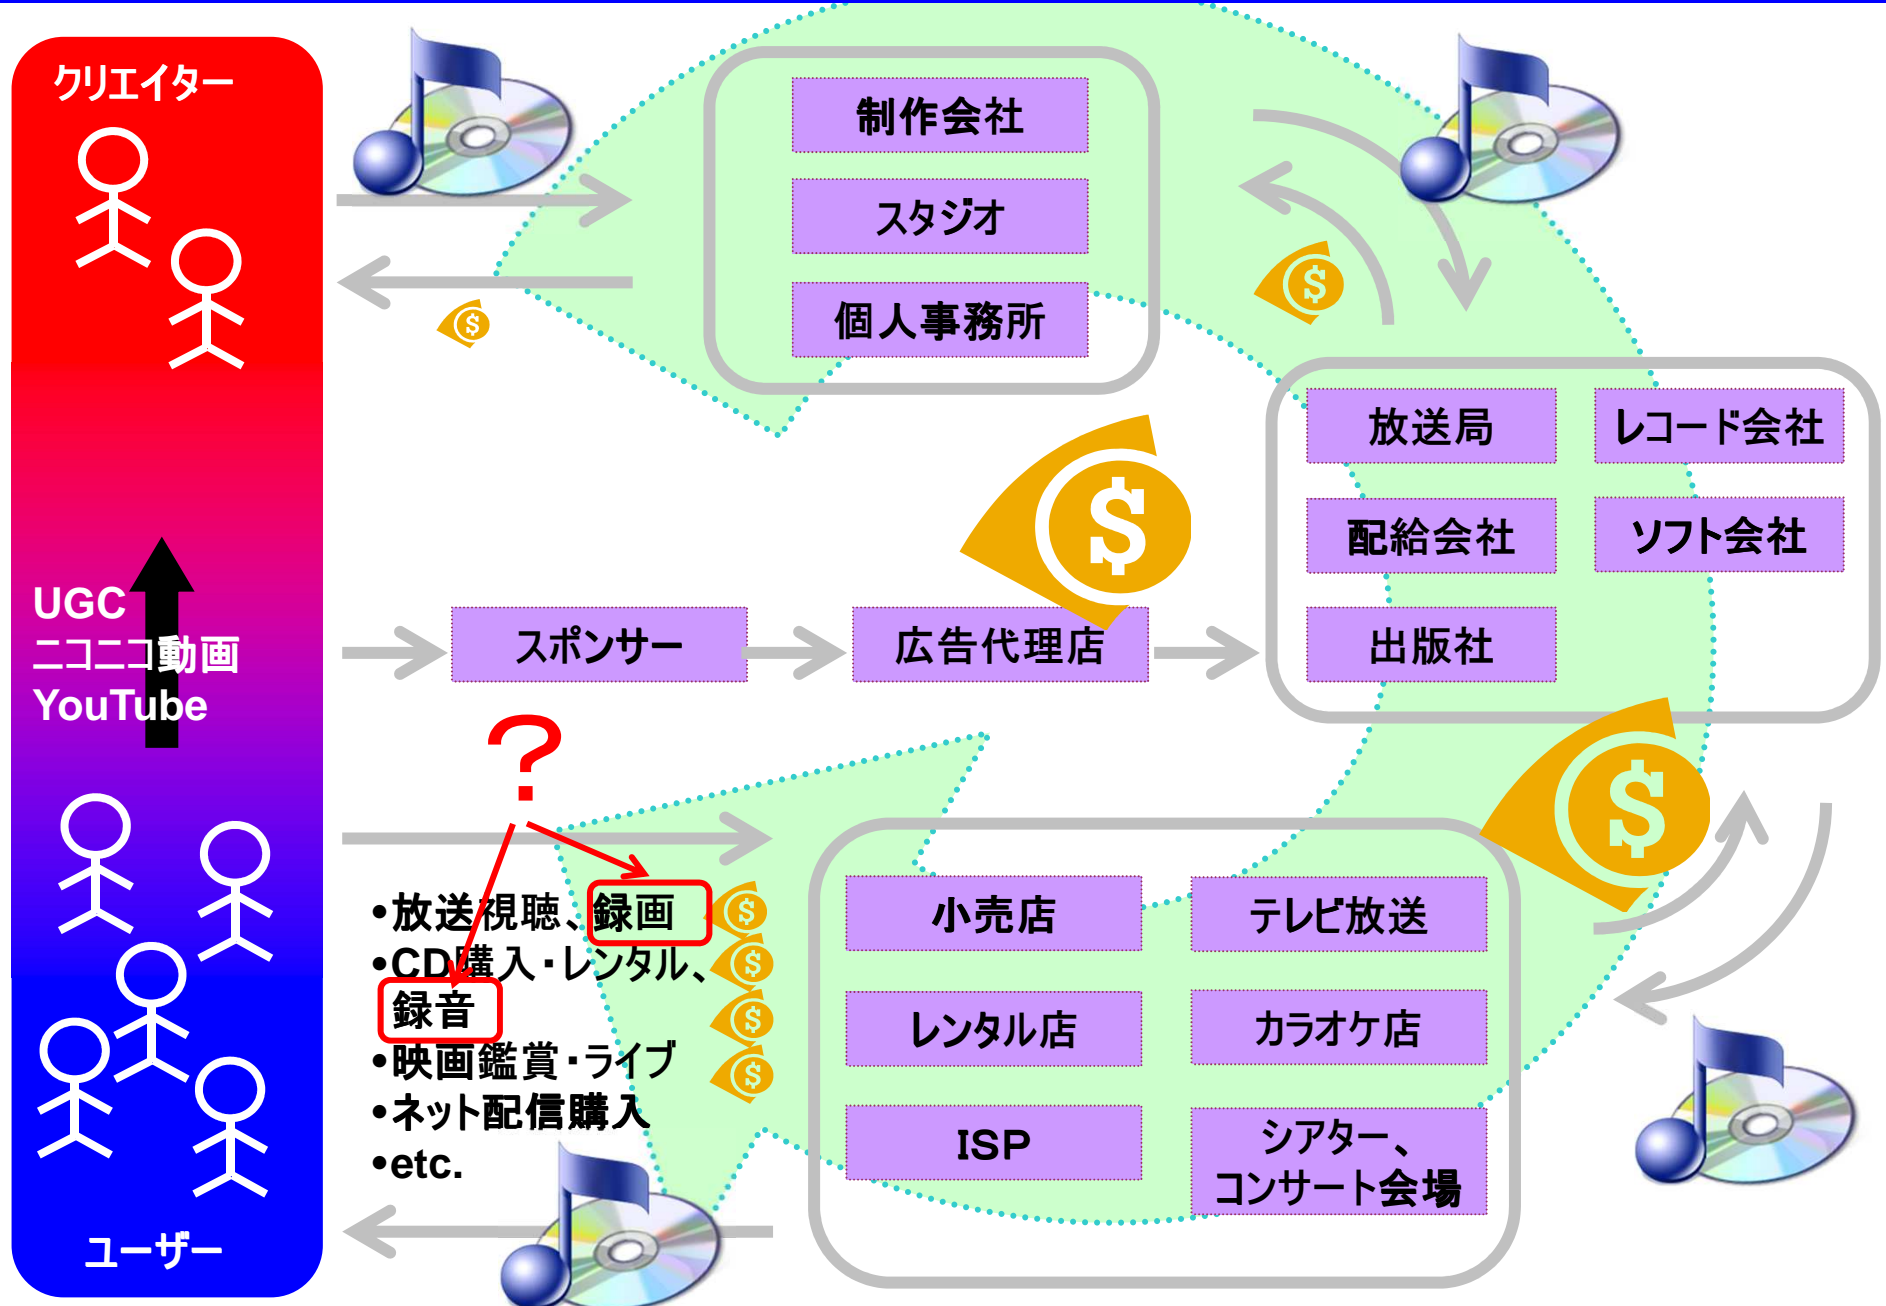 クリエイター
制作会社
スタジオ
個人事務所
放送局
レコード会社
配給会社
ソフト会社
出版社
UGC
ニコニコ動画
YouTube
スポンサー
広告代理店
?
•放送視聴、録画
•CD購入・レンタル、
録音
•映画鑑賞・ライブ
•ネット配信購入
•etc.
小売店
テレビ放送
レンタル店
カラオケ店
ISP
シアター、
コンサート会場
ユーザー
$
$
$
$
$
$
$
$